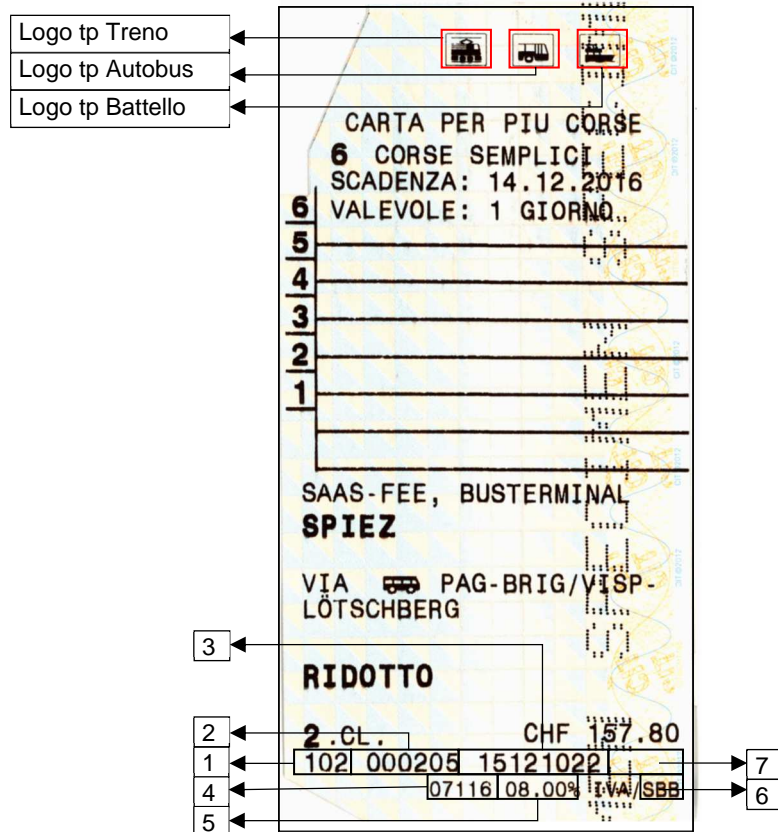 Logo tp Treno
Logo tp Autobus
Logo tp Battello
CARTA PER PIU CORSE
6 CORSE SEMPLICI
SCADENZA: 14.12.2016
VALEVOLE: 1 GIORNO
6
5
4
3
2
1
SAAS-FEE, BUSTERMINAL
SPIEZ
VIA PAG-BRIG/VISP-
LÖTSCHBERG
3
RIDOTTO
2
2.CL. CHF 157.80
1 102 000205 15121022 7
4 07116 08.00% IVA/SBB 6
5